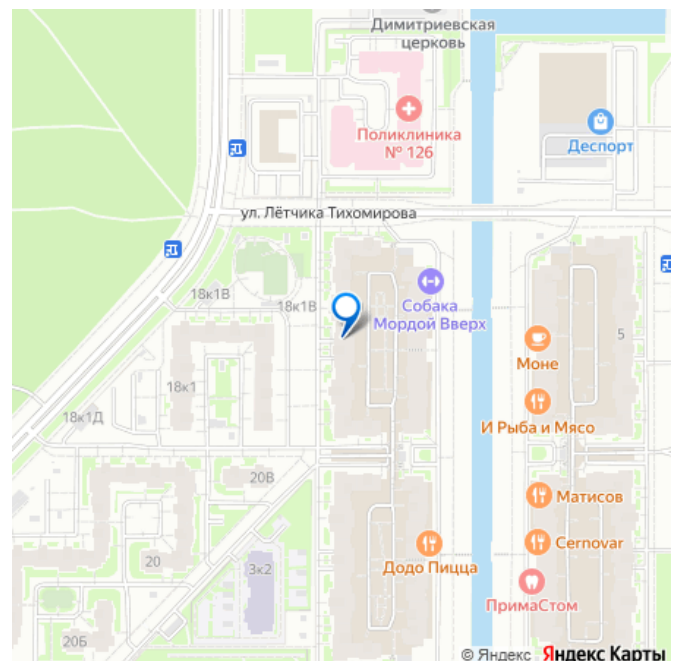 Димитриевская
церковь
Поликлиника
№ 126
Деспорт
ул. Лётчика Тихомирова
18к1В
18к1В
Собака
Мордой Вверх
5
Моне
18к1
И Рыба и Мясо
18к1Д
20В
Матисов
20
3к2
Додо Пицца
Cernovar
ПримаСтом
20Б
© Яндекс Яндекс Карты